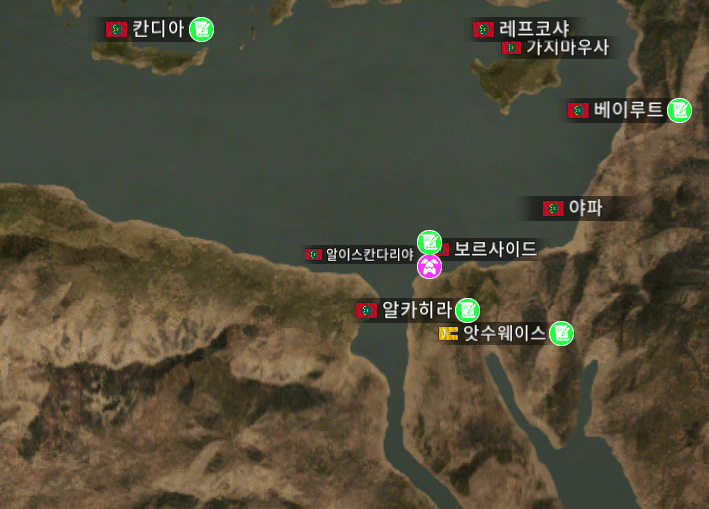 칸디아
레프코샤
가지마우사
베이루트
야파
보르사이드
알이스칸다리야
알카히라
앗수웨이스